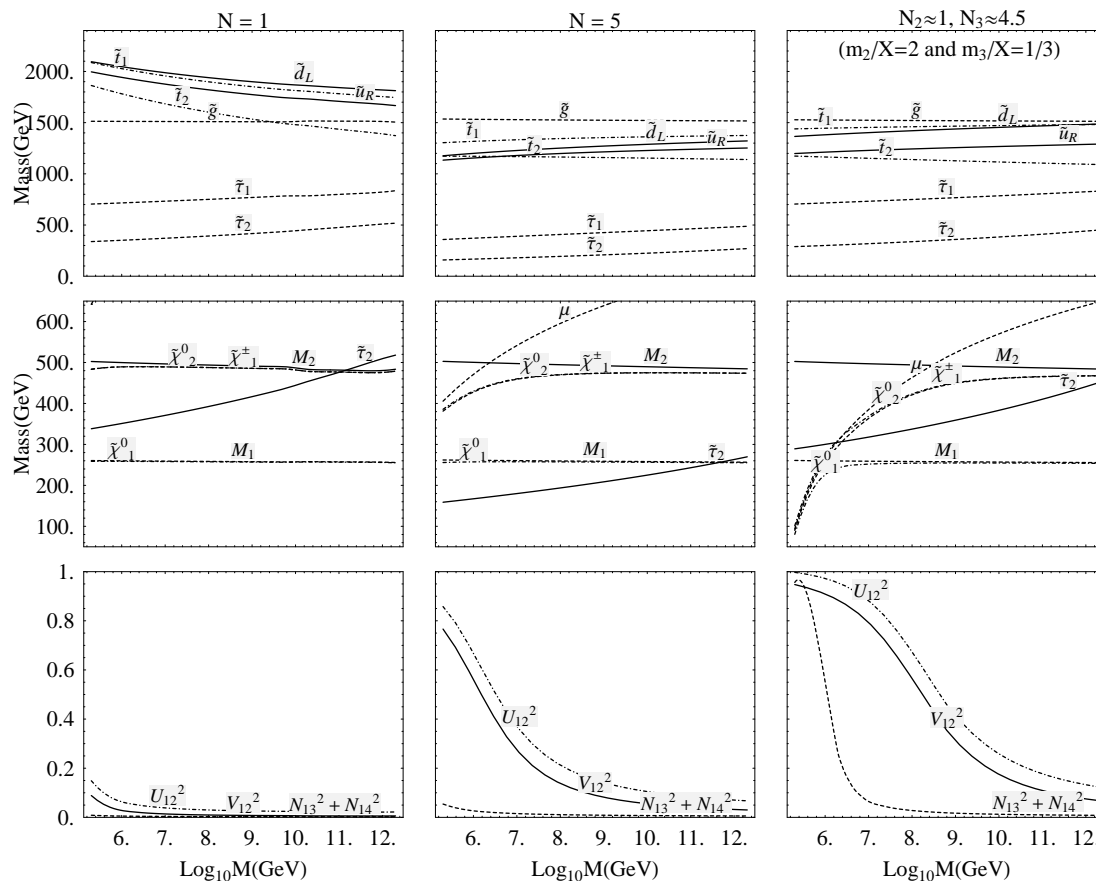 N = 1
N = 5
N₂≈1, N₃≈4.5
(m₂/X=2 and m₃/X=1/3)
Mass(GeV)
2000.
1500.
1000.
500.
0.
t̃₁
d̃_L
t̃₂
ũ_R
g̃
τ̃₁
τ̃₂
g̃
t̃₁
d̃_L
t̃₂
ũ_R
τ̃₁
τ̃₂
t̃₁
g̃
d̃_L
t̃₂
ũ_R
τ̃₁
τ̃₂
Mass(GeV)
600.
500.
400.
300.
200.
100.
χ̃⁰₂
χ̃±₁
M₂
τ̃₂
χ̃⁰₁
M₁
μ
χ̃⁰₂
χ̃±₁
M₂
χ̃⁰₁
M₁
τ̃₂
μ
M₂
χ̃⁰₂
χ̃±₁
τ̃₂
χ̃⁰₁
M₁
1.
0.8
0.6
0.4
0.2
0.
U₁₂²
V₁₂²
N₁₃² + N₁₄²
U₁₂²
V₁₂²
N₁₃² + N₁₄²
U₁₂²
V₁₂²
N₁₃² + N₁₄²
6. 7. 8. 9. 10. 11. 12.
6. 7. 8. 9. 10. 11. 12.
6. 7. 8. 9. 10. 11. 12.
Log₁₀M(GeV)
Log₁₀M(GeV)
Log₁₀M(GeV)